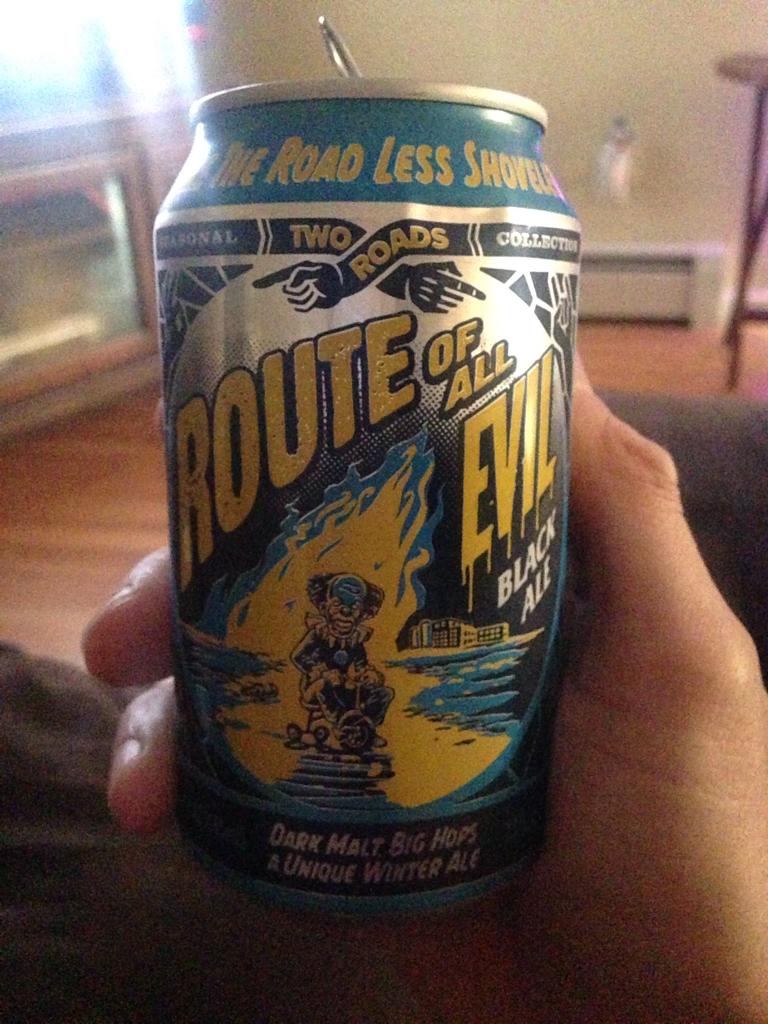 THE ROAD LESS SHOVEL
SEASONAL TWO ROADS COLLECTION
ROUTE OF ALL EVIL
BLACK ALE
DARK MALT, BIG HOPS
A UNIQUE WINTER ALE